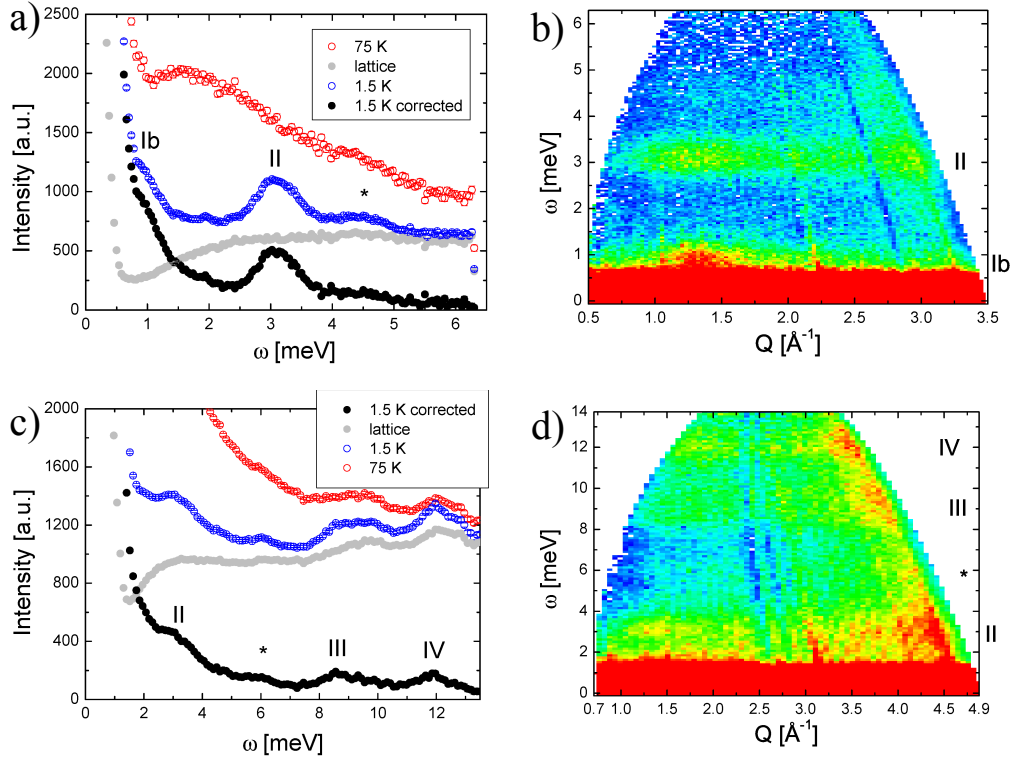 a)
2500
2000
1500
1000
500
0
Intensity [a.u.]
75 K
lattice
1.5 K
1.5 K corrected
Ib
II
*
0 1 2 3 4 5 6
ω [meV]
b)
6
5
4
3
2
1
0
ω [meV]
II
Ib
0.5 1.0 1.5 2.0 2.5 3.0 3.5
Q [Å-1]
c)
2000
1600
1200
800
400
0
Intensity [a.u.]
1.5 K corrected
lattice
1.5 K
75 K
II
*
III
IV
0 2 4 6 8 10 12
ω [meV]
d)
14
12
10
8
6
4
2
0
ω [meV]
IV
III
*
II
0.7 1.0 1.5 2.0 2.5 3.0 3.5 4.0 4.5 4.9
Q [Å-1]